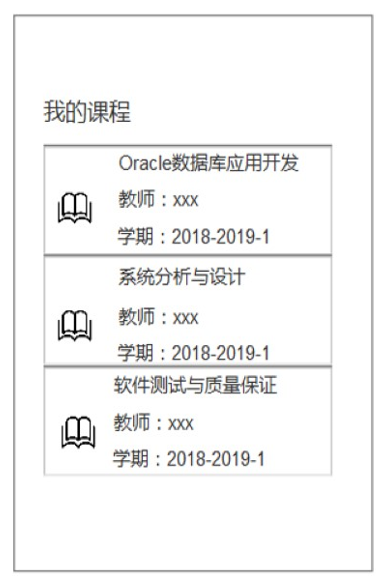 我的课程
Oracle数据库应用开发
教师：xxx
学期：2018-2019-1
系统分析与设计
教师：xxx
学期：2018-2019-1
软件测试与质量保证
教师：xxx
学期：2018-2019-1